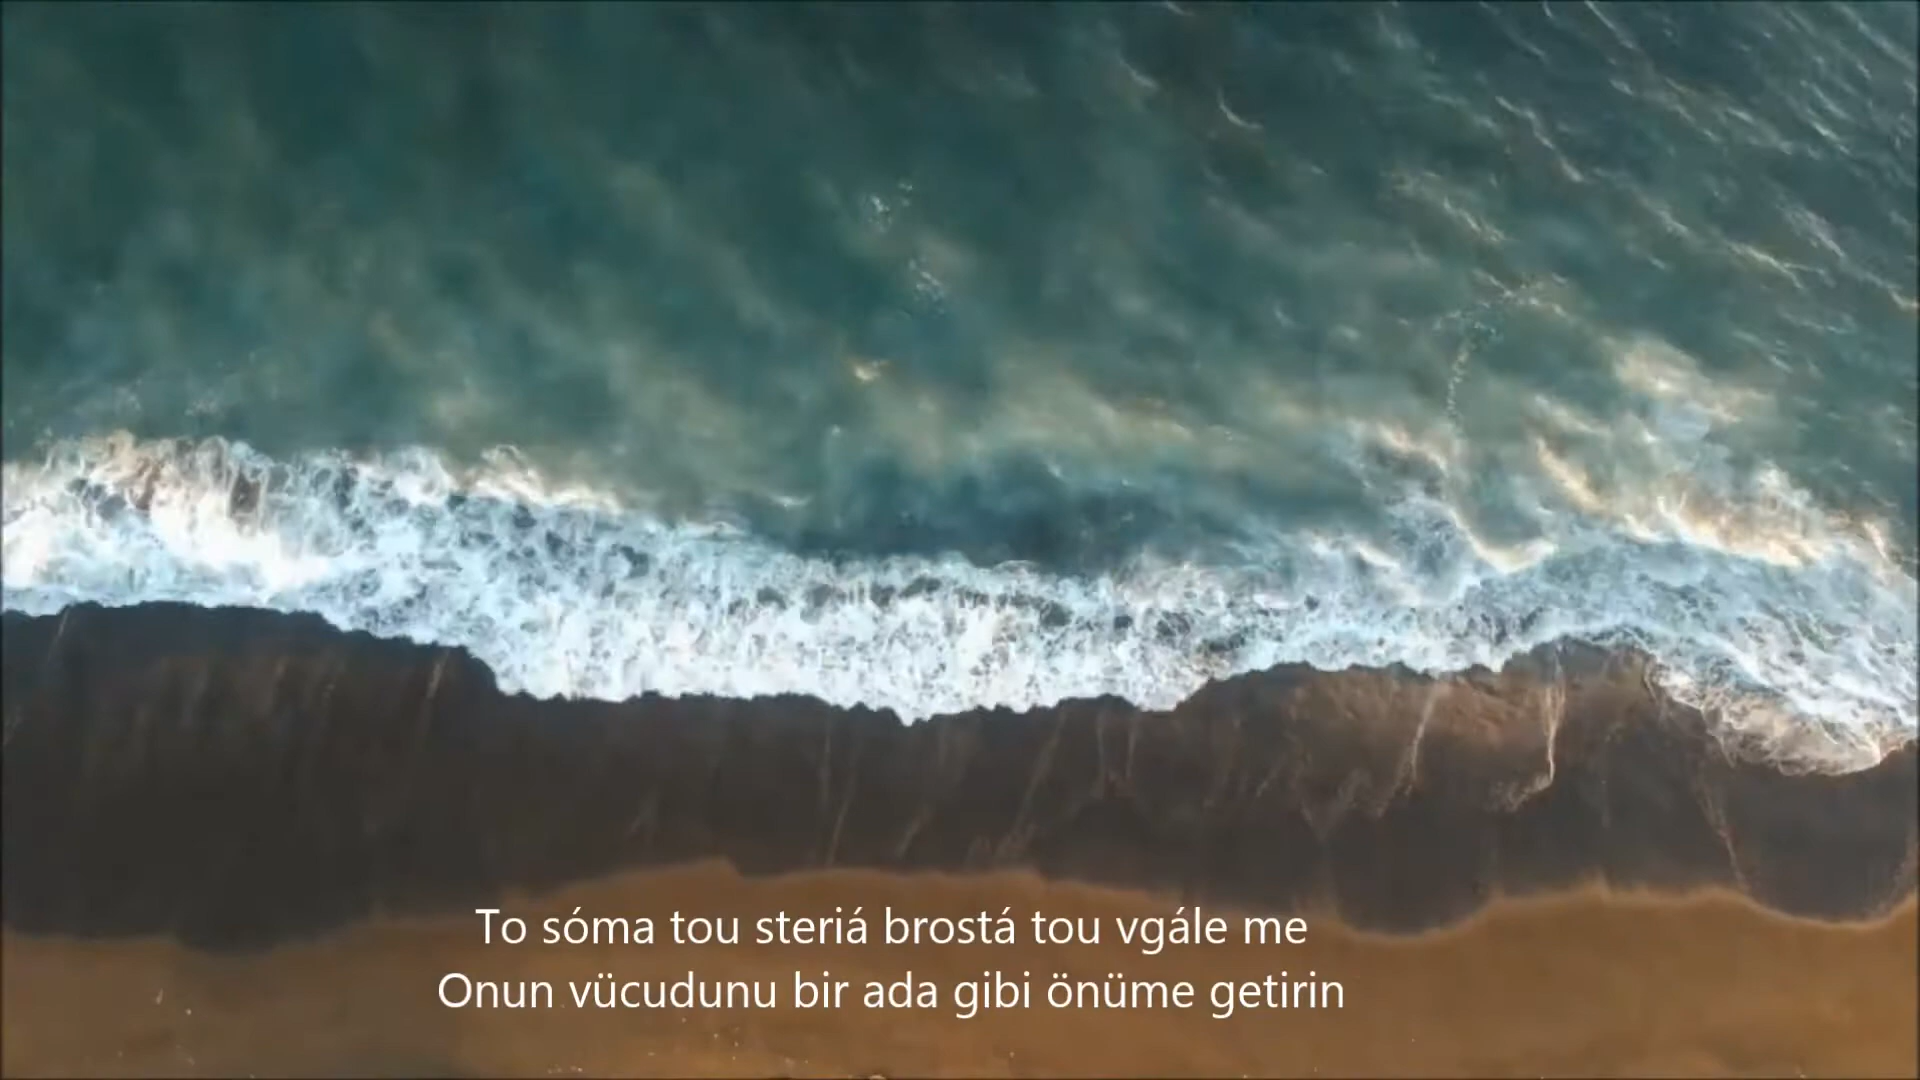 To sóma tou steriá brostá tou vgále me
Onun vücudunu bir ada gibi önüme getirin